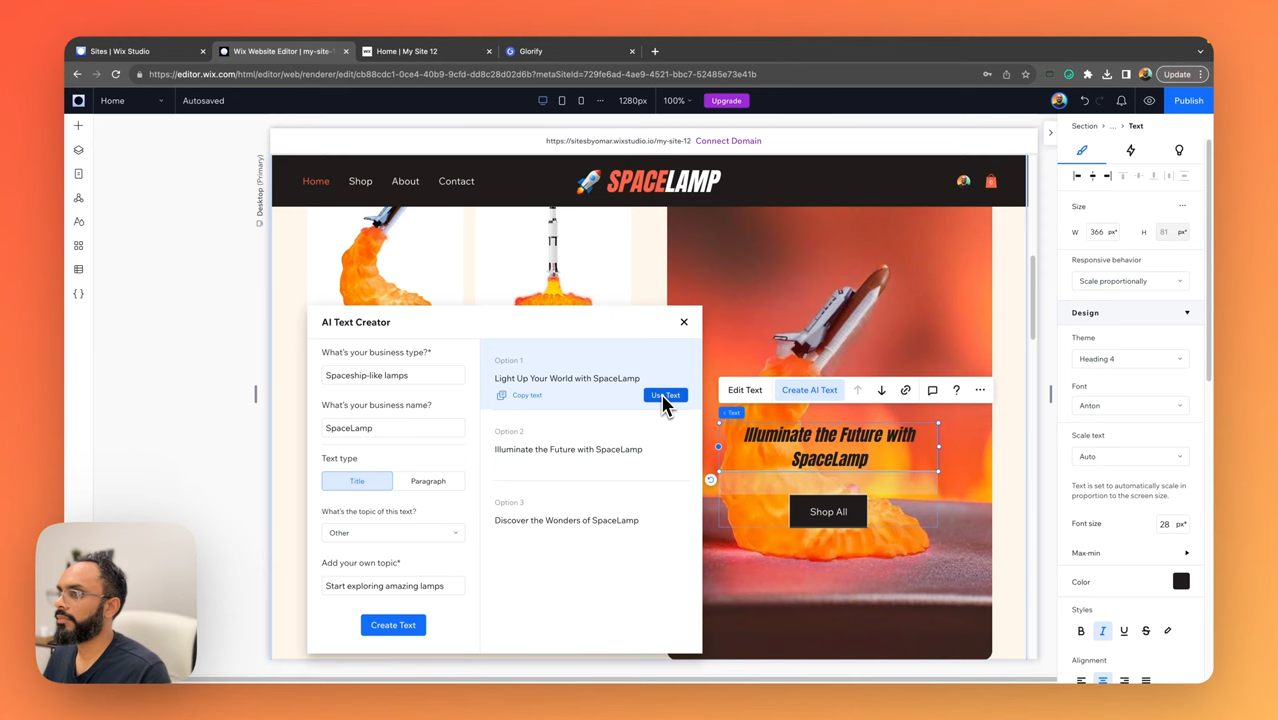 Sites | Wix Studio
Wix Website Editor | my-site-1
Home | My Site 12
Glorify
https://editor.wix.com/html/editor/web/renderer/edit/cb88cdc1-0ce4-40b9-9cfd-dd8c28d02d6b?metaSiteId=729fe6ad-4ae9-4521-bbc7-52485e73e41b
Update
Home
Autosaved
1280px
100%
Upgrade
Publish
https://sitesbyomar.wixstudio.io/my-site-12 Connect Domain
Desktop (Primary)
Home
Shop
About
Contact
SPACELAMP
0
AI Text Creator
What's your business type?*
Spaceship-like lamps
What's your business name?
SpaceLamp
Text type
Title
Paragraph
What's the topic of this text?
Other
Add your own topic*
Start exploring amazing lamps
Create Text
Option 1
Light Up Your World with SpaceLamp
Copy text
Use Text
Option 2
Illuminate the Future with SpaceLamp
Option 3
Discover the Wonders of SpaceLamp
Edit Text
Create AI Text
?
< Text
Illuminate the Future with
SpaceLamp
Shop All
Section > ... > Text
Size
W 366 px*
H 81 px*
Responsive behavior
Scale proportionally
Design
Theme
Heading 4
Font
Anton
Scale text
Auto
Text is set to automatically scale in
proportion to the screen size.
Font size
28 px*
Max-min
Color
Styles
B I U S
Alignment